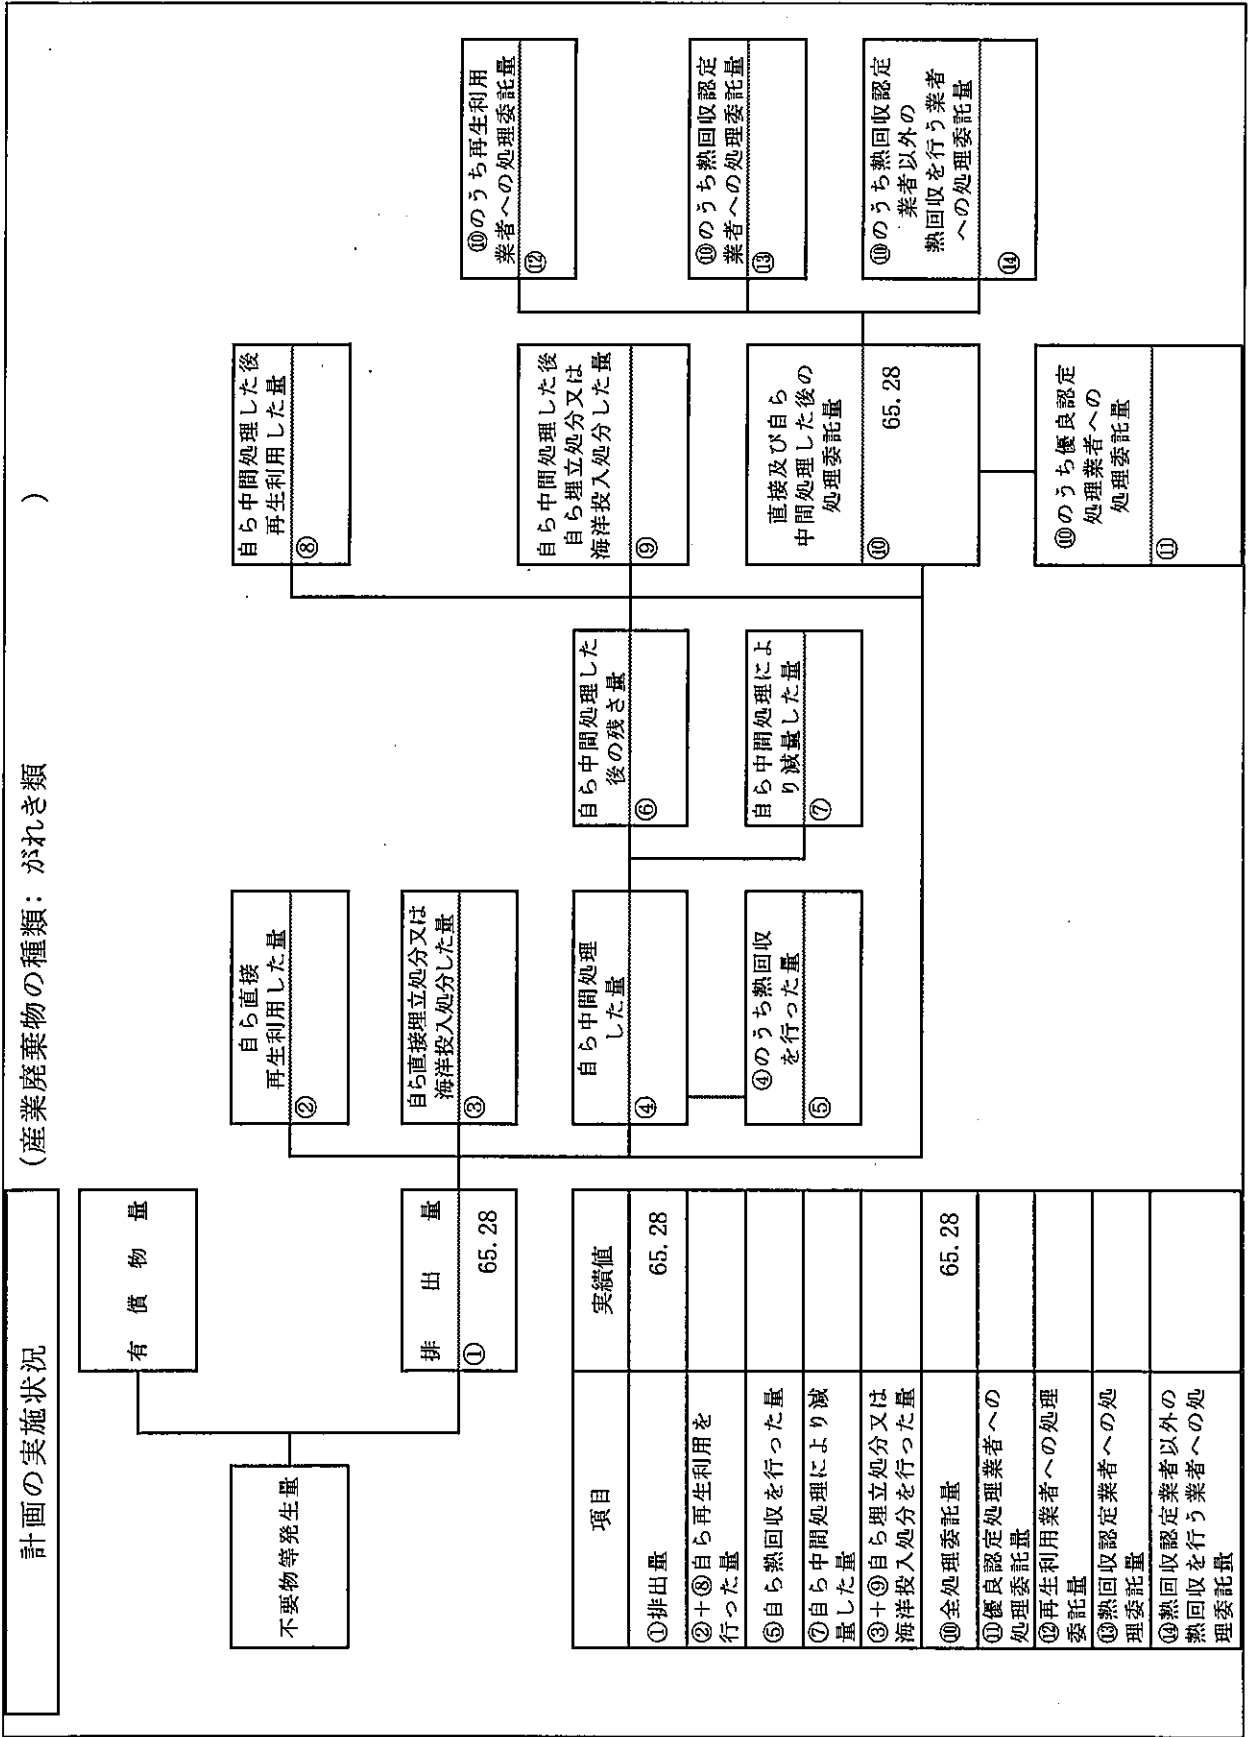 計画の実施状況
(産業廃棄物の種類: がれき類 )
不要物等発生量
有 償 物 量
排 出 量
① 65.28
自ら直接
再生利用した量
②
自ら直接埋立処分又は
海洋投入処分した量
③
自ら中間処理
した量
④
④のうち熱回収
を行った量
⑤
自ら中間処理した
後の残さ量
⑥
自ら中間処理によ
り減量した量
⑦
自ら中間処理した後
再生利用した量
⑧
自ら中間処理した後
自ら埋立処分又は
海洋投入処分した量
⑨
直接及び自ら
中間処理した後の
処理委託量
⑩ 65.28
⑩のうち優良認定
処理業者への
処理委託量
⑪
⑩のうち再生利用
業者への処理委託量
⑫
⑩のうち熱回収認定
業者への処理委託量
⑬
⑩のうち熱回収認定
業者以外の
熱回収を行う業者
への処理委託量
⑭
項目 実績値
①排出量 65.28
②+⑧自ら再生利用を
行った量
⑤自ら熱回収を行った量
⑦自ら中間処理により減
量した量
③+⑨自ら埋立処分又は
海洋投入処分を行った量
⑩全処理委託量 65.28
⑪優良認定処理業者への
処理委託量
⑫再生利用業者への処理
委託量
⑬熱回収認定業者への処
理委託量
⑭熱回収認定業者以外の
熱回収を行う業者への処
理委託量